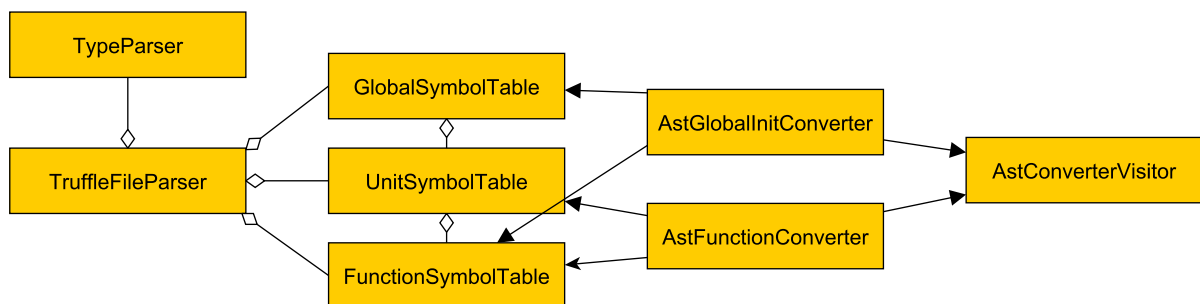 TypeParser
GlobalSymbolTable
AstGlobalInitConverter
AstConverterVisitor
TruffleFileParser
UnitSymbolTable
AstFunctionConverter
FunctionSymbolTable